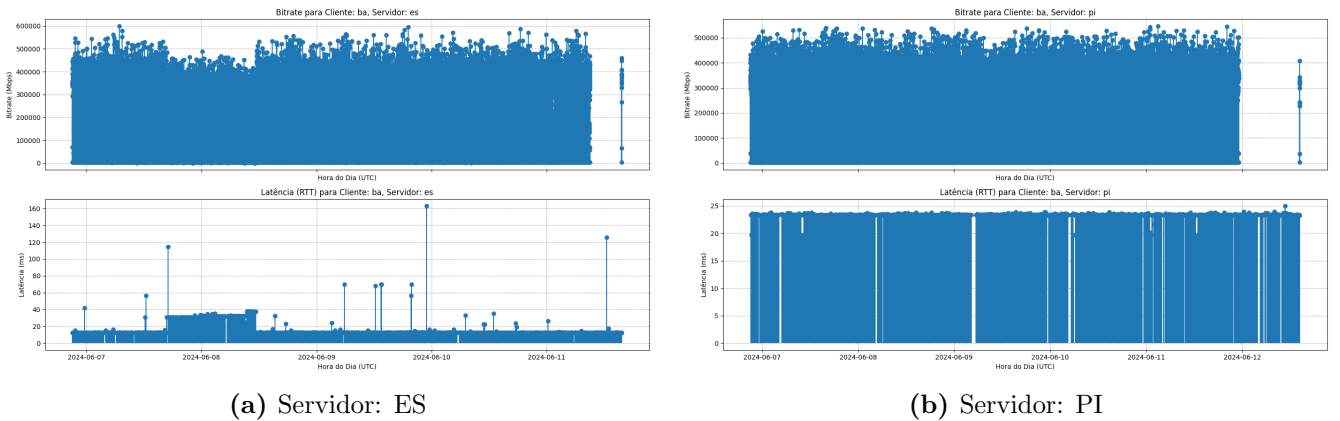 Bitrate para Cliente: ba, Servidor: es
600000
500000
400000
300000
200000
100000
0
Bitrate (Mbps)
Hora do Dia (UTC)
Latência (RTT) para Cliente: ba, Servidor: es
160
140
120
100
80
60
40
20
0
Latência (ms)
2024-06-07 2024-06-08 2024-06-09 2024-06-10 2024-06-11
Hora do Dia (UTC)
(a) Servidor: ES
Bitrate para Cliente: ba, Servidor: pi
500000
400000
300000
200000
100000
0
Bitrate (Mbps)
Hora do Dia (UTC)
Latência (RTT) para Cliente: ba, Servidor: pi
25
20
15
10
5
0
Latência (ms)
2024-06-07 2024-06-08 2024-06-09 2024-06-10 2024-06-11 2024-06-12
Hora do Dia (UTC)
(b) Servidor: PI